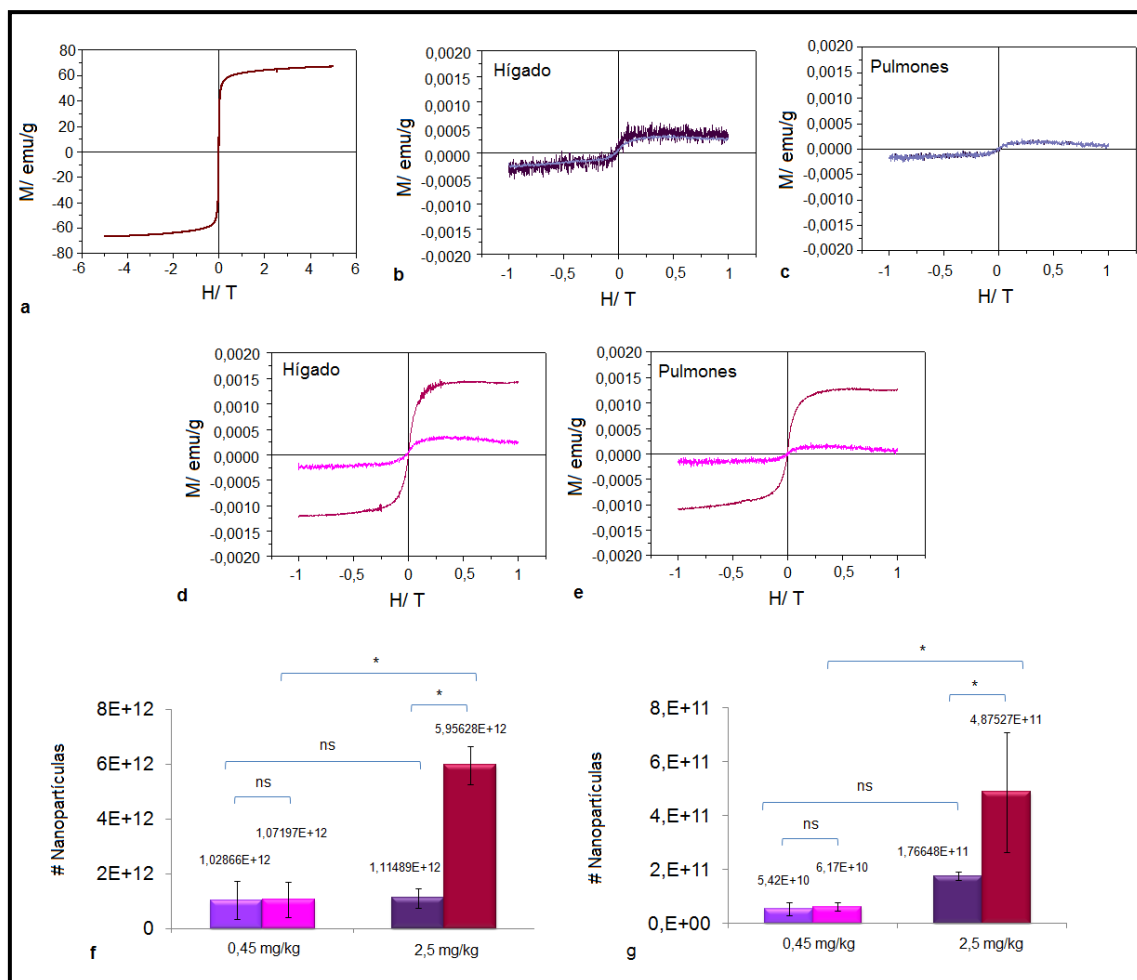 80
60
40
20
0
-20
-40
-60
-80
M/ emu/g
-6 -4 -2 0 2 4 6
H/ T
a
0,0020
0,0015
0,0010
0,0005
0,0000
-0,0005
-0,0010
-0,0015
-0,0020
M/ emu/g
Hígado
-1 -0,5 0 0,5 1
H/ T
b
0,0020
0,0015
0,0010
0,0005
0,0000
-0,0005
-0,0010
-0,0015
-0,0020
M/ emu/g
Pulmones
-1 -0,5 0 0,5 1
H/ T
c
0,0020
0,0015
0,0010
0,0005
0,0000
-0,0005
-0,0010
-0,0015
-0,0020
M/ emu/g
Hígado
-1 -0,5 0 0,5 1
H/ T
d
0,0020
0,0015
0,0010
0,0005
0,0000
-0,0005
-0,0010
-0,0015
-0,0020
M/ emu/g
Pulmones
-1 -0,5 0 0,5 1
H/ T
e
# Nanopartículas
8E+12
6E+12
4E+12
2E+12
0
*
*
5,95628E+12
ns
ns
1,07197E+12
1,02866E+12
1,11489E+12
0,45 mg/kg 2,5 mg/kg
f
# Nanopartículas
8,E+11
6,E+11
4,E+11
2,E+11
0,E+00
*
*
4,87527E+11
ns
ns
1,76648E+11
5,42E+10
6,17E+10
0,45 mg/kg 2,5 mg/kg
g